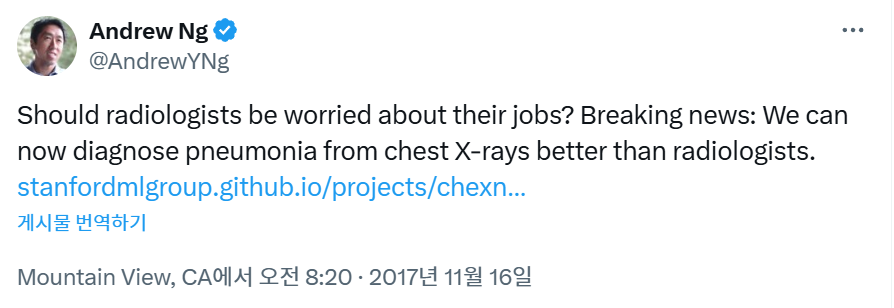 Andrew Ng
@AndrewYNg
Should radiologists be worried about their jobs? Breaking news: We can
now diagnose pneumonia from chest X-rays better than radiologists.
stanfordmlgroup.github.io/projects/chexn...
게시물 번역하기
Mountain View, CA에서 오전 8:20 · 2017년 11월 16일